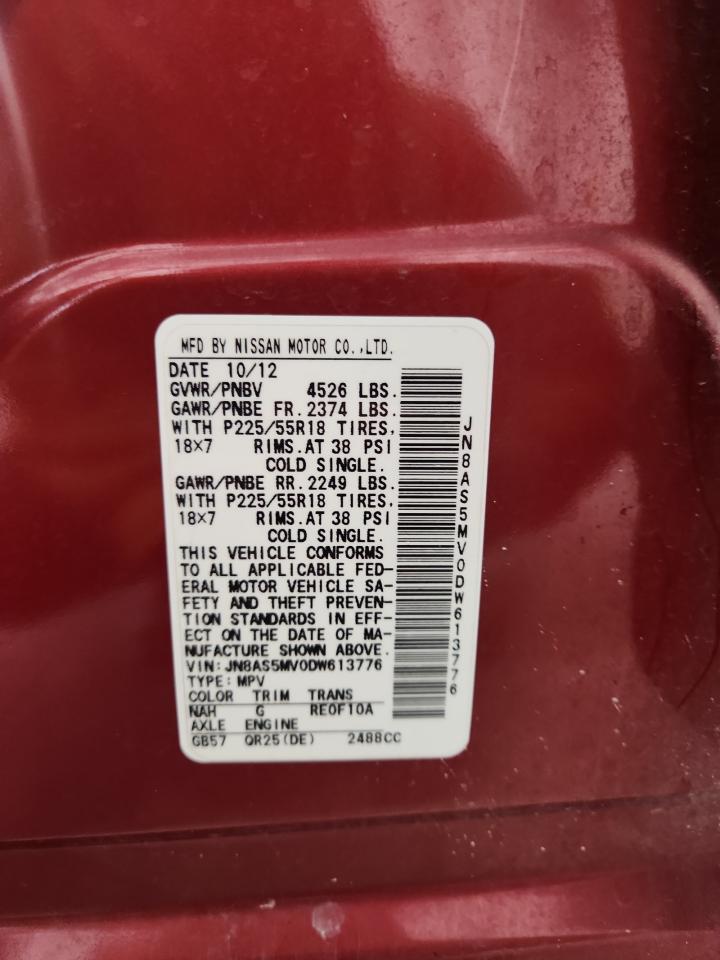 MFD BY NISSAN MOTOR CO.,LTD.
DATE 10/12
GVWR/PNBV 4526 LBS.
GAWR/PNBE FR. 2374 LBS.
WITH P225/55R18 TIRES,
18×7 RIMS. AT 38 PSI
COLD SINGLE.
GAWR/PNBE RR. 2249 LBS.
WITH P225/55R18 TIRES,
18×7 RIMS. AT 38 PSI
COLD SINGLE.
THIS VEHICLE CONFORMS
TO ALL APPLICABLE FED-
ERAL MOTOR VEHICLE SA-
FETY AND THEFT PREVEN-
TION STANDARDS IN EFF-
ECT ON THE DATE OF MA-
NUFACTURE SHOWN ABOVE.
VIN: JN8AS5MV0DW613776
TYPE: MPV
COLOR TRIM TRANS
NAH G RE0F10A
AXLE ENGINE
GB57 QR25(DE) 2488CC
JN8AS5MV0DW613776